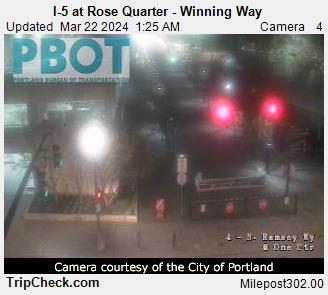 I-5 at Rose Quarter - Winning Way
Updated Mar 22 2024 1:25 AM Camera 4
PBOT
PORTLAND BUREAU OF TRANSPORTATION
4 - N. Ramsey Wy
@ One Ctr
Camera courtesy of the City of Portland
TripCheck.com Milepost302.00